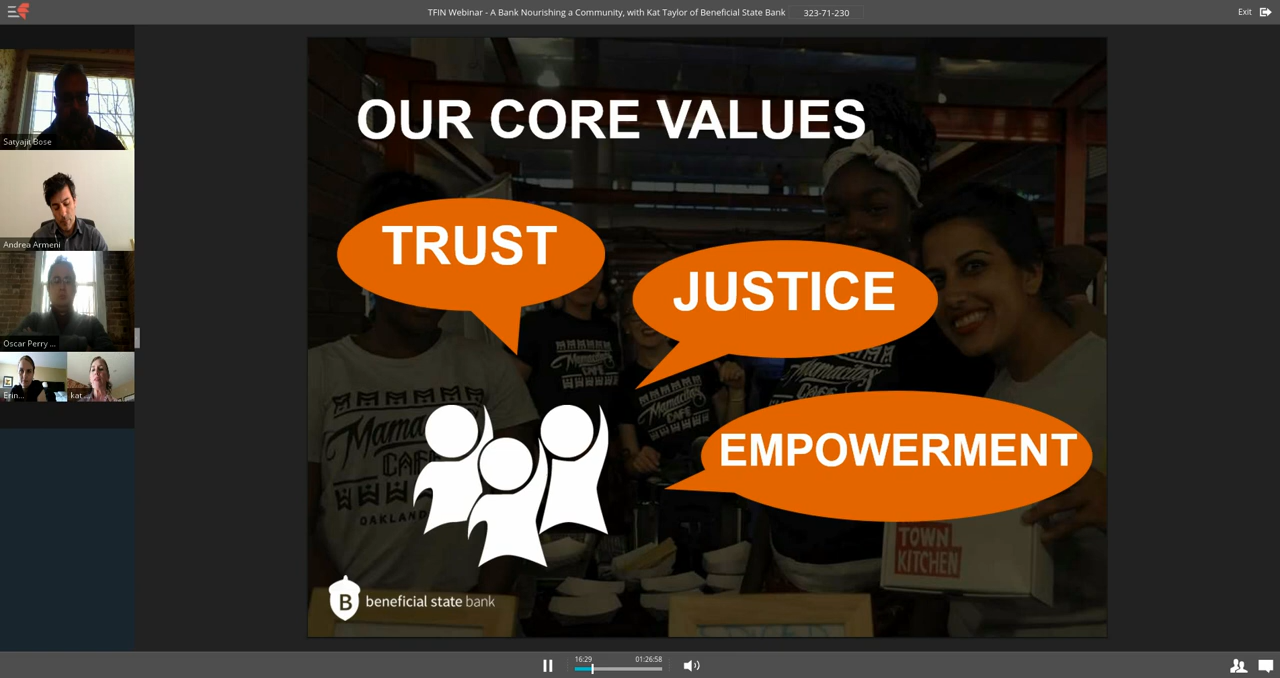 TFIN Webinar - A Bank Nourishing a Community, with Kat Taylor of Beneficial State Bank
323-71-230
Exit
Satyajit Bose
Andrea Armeni
Oscar Perry ...
Erin...
kat ...
OUR CORE VALUES
TRUST
JUSTICE
EMPOWERMENT
Mamacitas
CAFE
OAKLAND
TOWN
KITCHEN
B
beneficial state bank
16:29
01:26:58